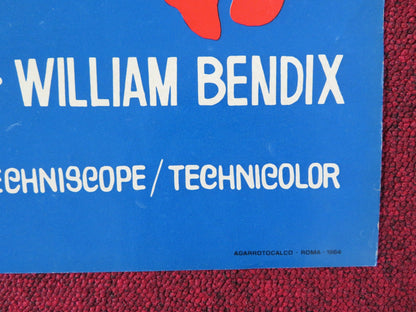 WILLIAM BENDIX
ECHNISCOPE/TECHNICOLOR
AGARROTOCALCO - ROMA - 1964